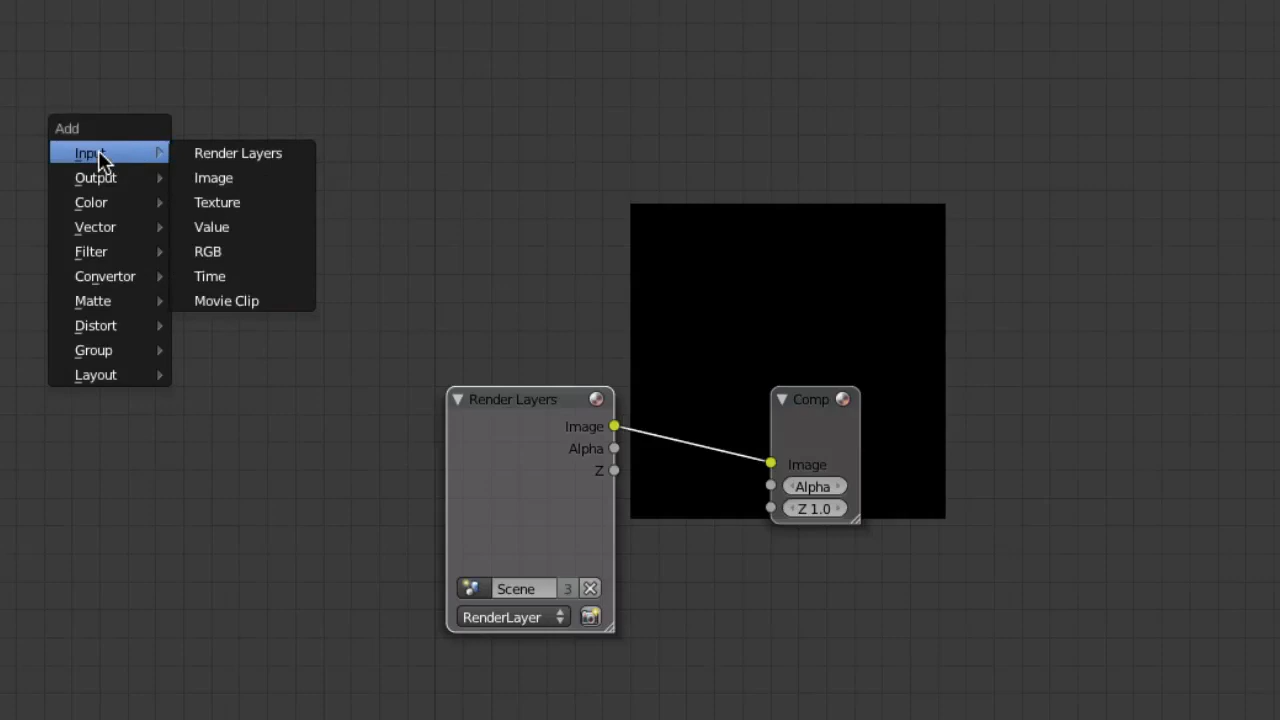 Add
Input
Output
Color
Vector
Filter
Convertor
Matte
Distort
Group
Layout
Render Layers
Image
Texture
Value
RGB
Time
Movie Clip
Render Layers
Image
Alpha
Z
Scene 3
RenderLayer
Comp
Image
Alpha
Z 1.0